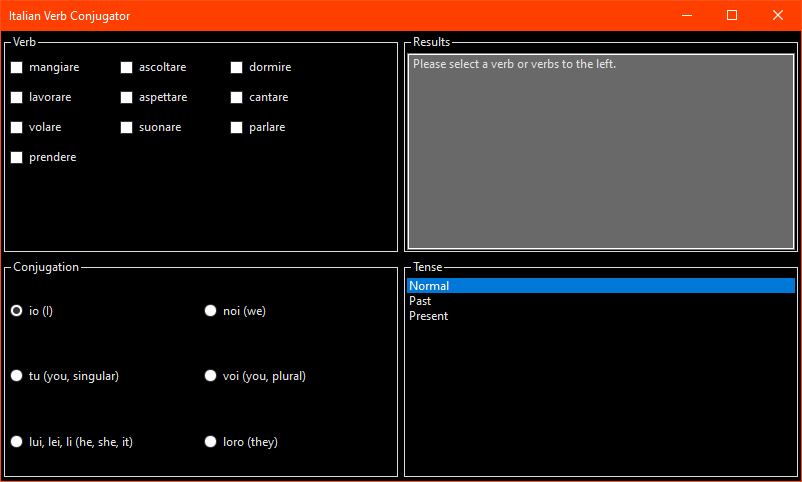 Italian Verb Conjugator
Verb
mangiare ascoltare dormire
lavorare aspettare cantare
volare suonare parlare
prendere
Results
Please select a verb or verbs to the left.
Conjugation
io (I) noi (we)
tu (you, singular) voi (you, plural)
lui, lei, li (he, she, it) loro (they)
Tense
Normal
Past
Present